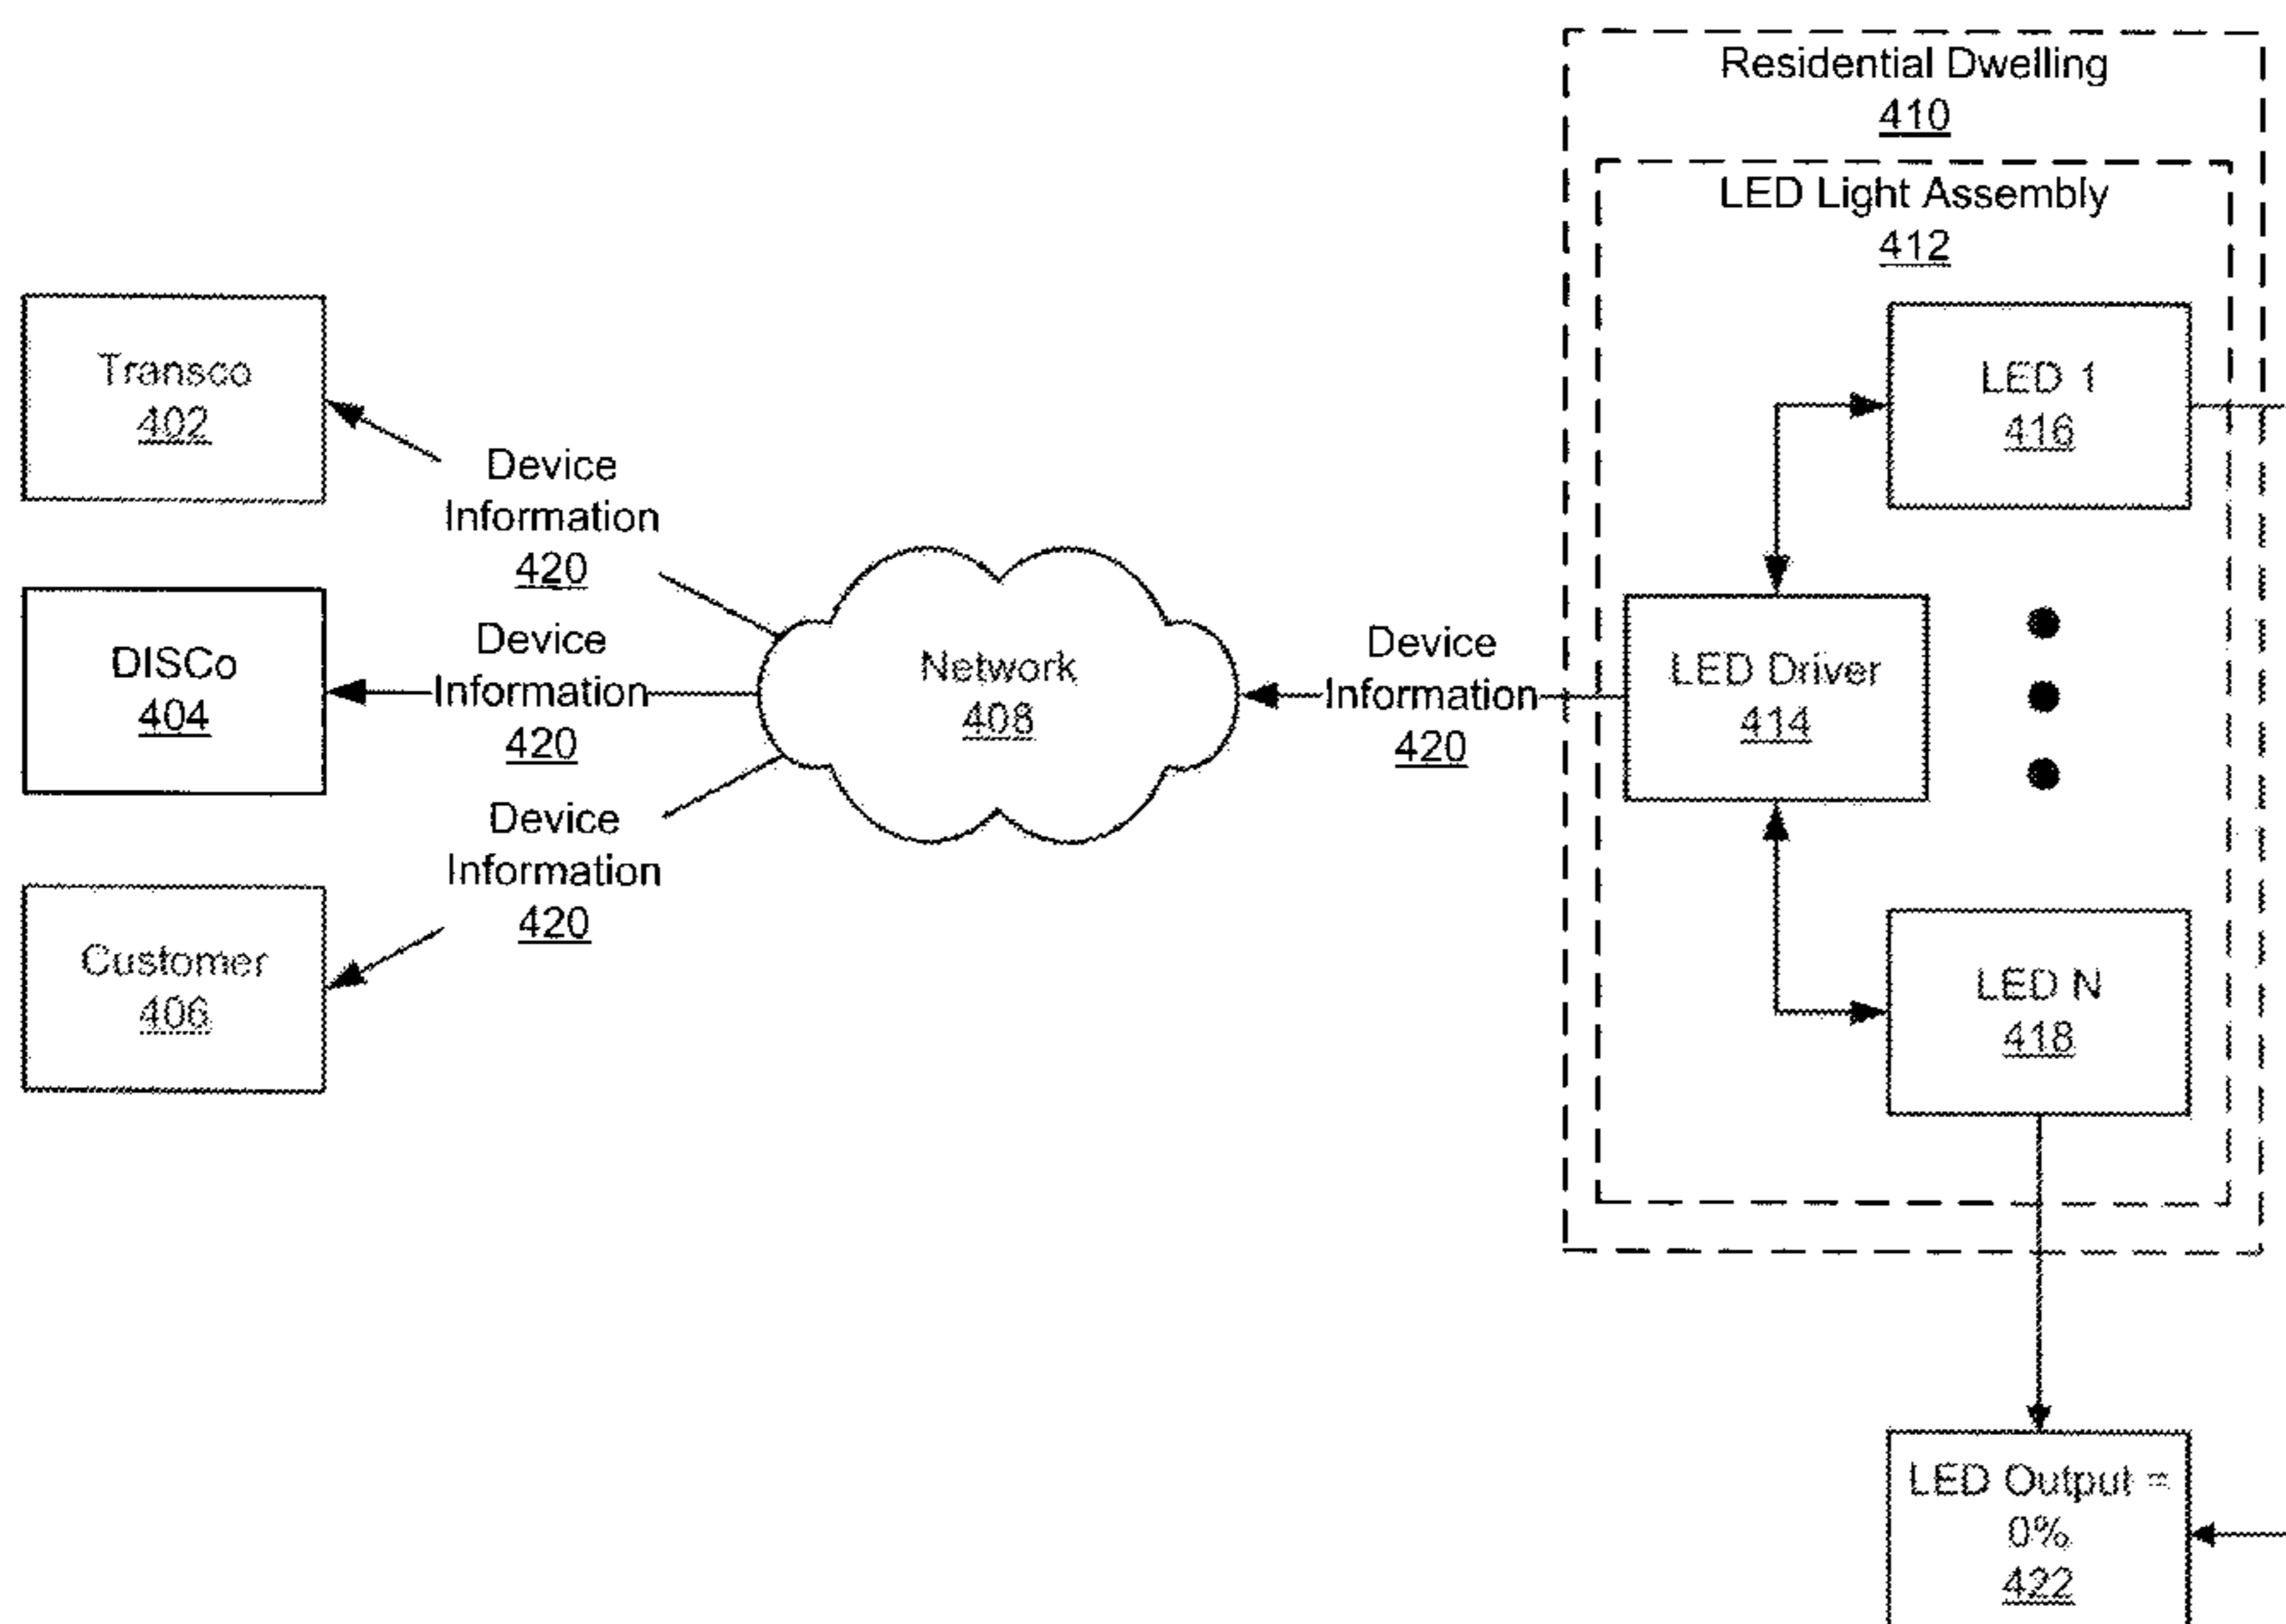 Residential Dwelling
410
LED Light Assembly
412
LED 1
416
Transco
402
Device
Information
420
DISCo
404
Device
Information
420
Network
408
Device
Information
420
LED Driver
414
Device
Information
420
Customer
406
LED N
418
LED Output =
0%
422